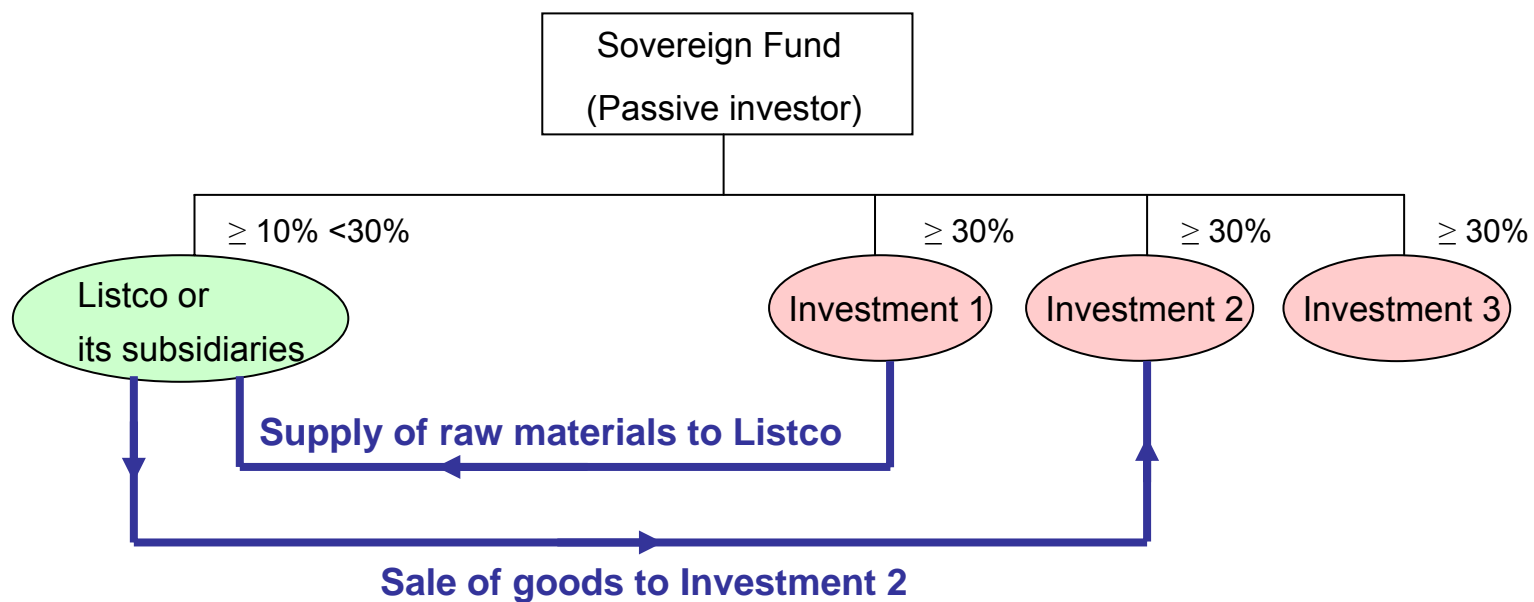 Sovereign Fund
(Passive investor)
≥ 10% <30%
≥ 30%
≥ 30%
≥ 30%
Listco or
its subsidiaries
Investment 1
Investment 2
Investment 3
Supply of raw materials to Listco
Sale of goods to Investment 2